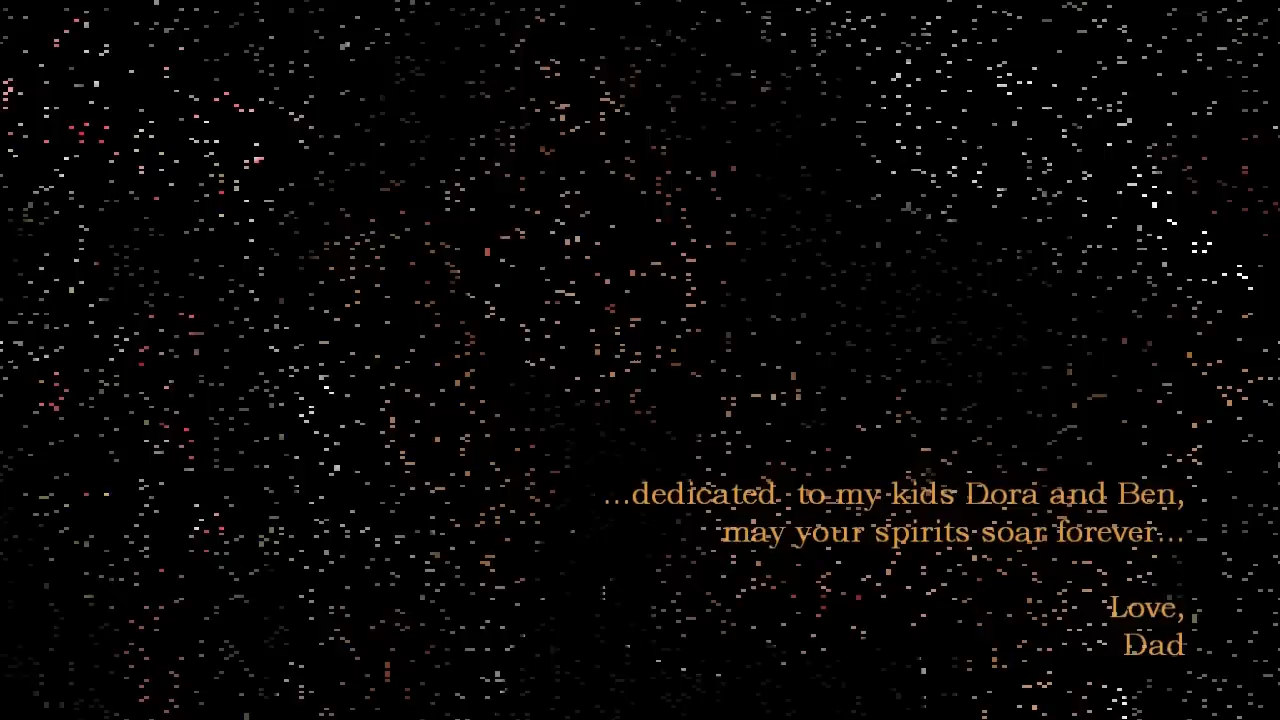 ...dedicated  to my kids Dora and Ben,
may your spirits soar forever...
Love,
Dad